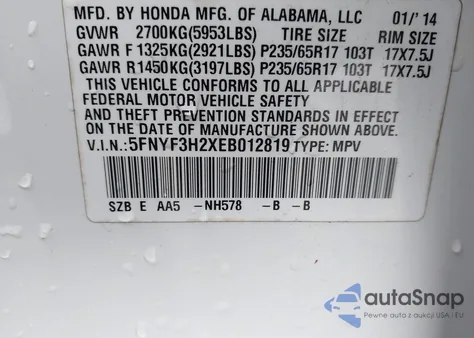 MFD. BY HONDA MFG. OF ALABAMA, LLC 01/'14
GVWR 2700KG(5953LBS) TIRE SIZE RIM SIZE
GAWR F 1325KG(2921LBS) P235/65R17 103T 17X7.5J
GAWR R1450KG(3197LBS) P235/65R17 103T 17X7.5J
THIS VEHICLE CONFORMS TO ALL APPLICABLE
FEDERAL MOTOR VEHICLE SAFETY
AND THEFT PREVENTION STANDARDS IN EFFECT
ON THE DATE OF MANUFACTURE SHOWN ABOVE.
V.I.N.:5FNYF3H2XEB012819 TYPE: MPV
SZB E AA5 -NH578 -B -B
autoSnap
Pewne auta z aukcji USA i EU